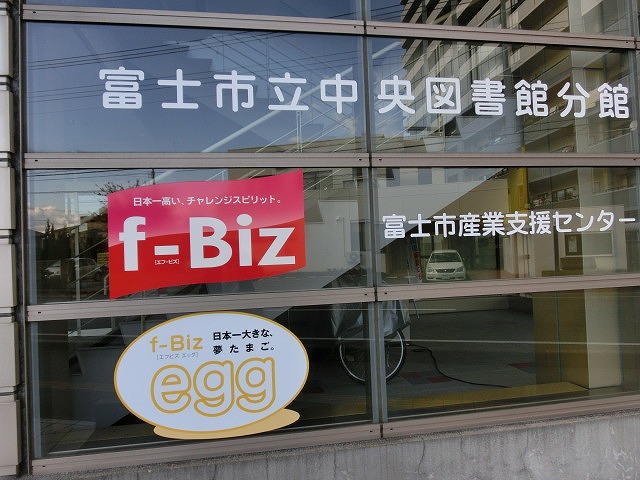 富士市立中央図書館分館
日本一高い、チャレンジスピリット。
f-Biz
[エフービズ]
富士市産業支援センター
f-Biz
[エフビズ エッグ]
日本一大きな、
夢たまご。
egg